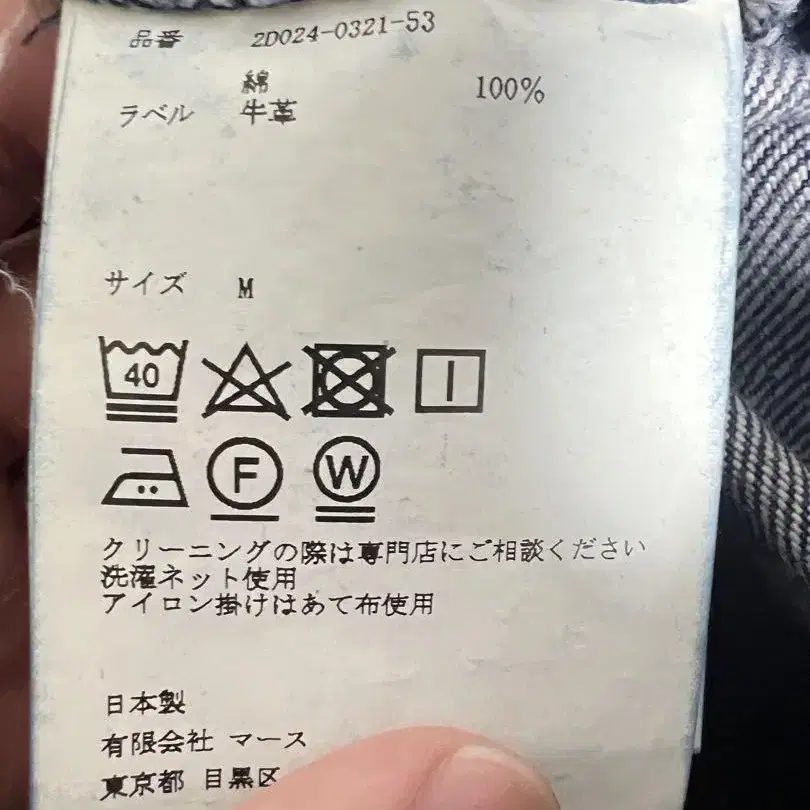 品番 2D024-0321-53
綿 100%
ラベル 牛革
サイズ M
40
F W
クリーニングの際は専門店にご相談ください
洗濯ネット使用
アイロン掛けはあて布使用
日本製
有限会社 マース
東京都 目黒区